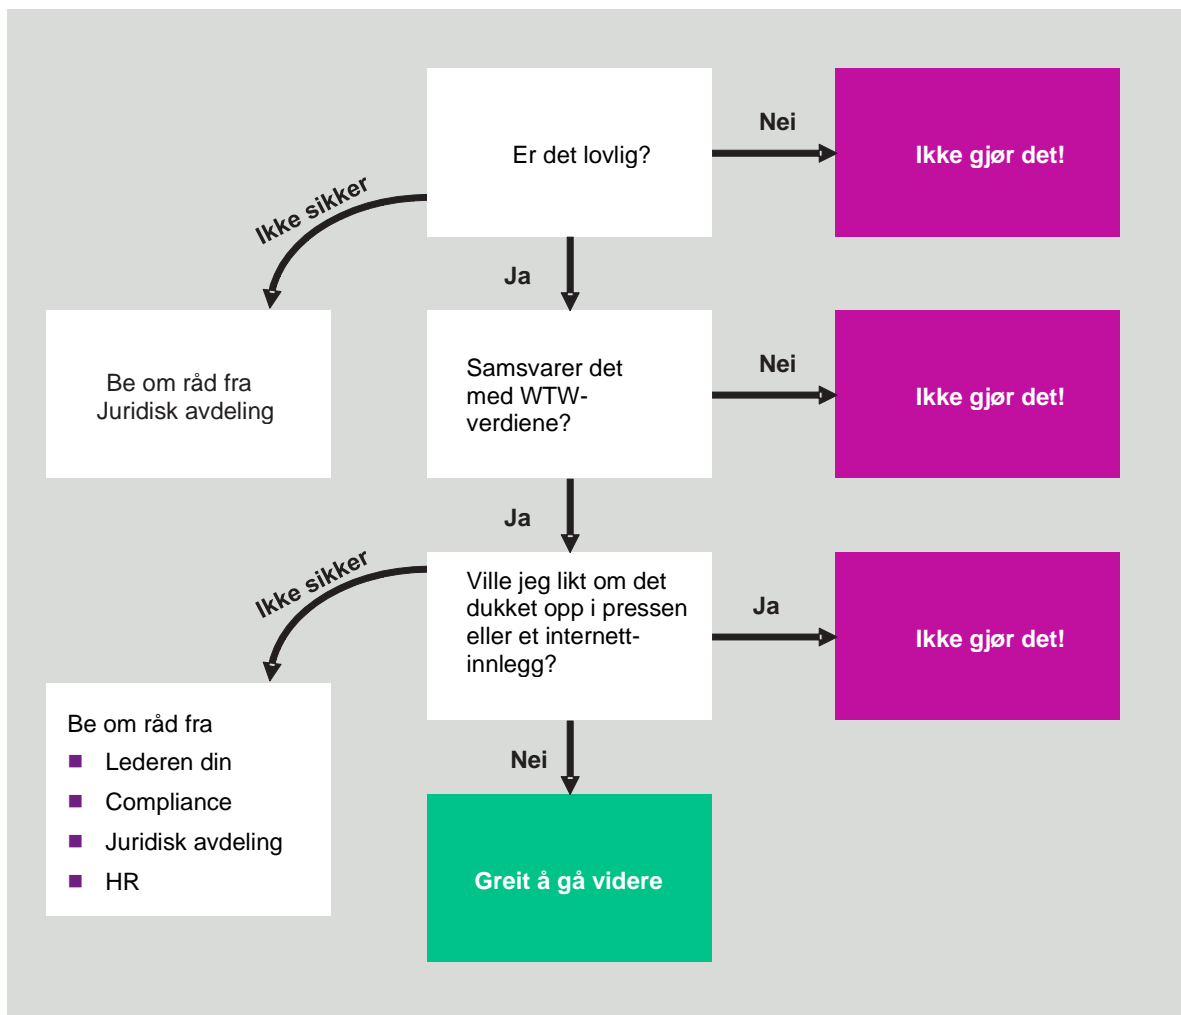 Er det lovlig?
Nei
Ikke gjør det!
Ikke sikker
Ja
Be om råd fra
Juridisk avdeling
Samsvarer det
med WTW-
verdiene?
Nei
Ikke gjør det!
Ja
Ikke sikker
Ville jeg likt om det
dukket opp i pressen
eller et internett-
innlegg?
Ja
Ikke gjør det!
Be om råd fra
Lederen din
Compliance
Juridisk avdeling
HR
Nei
Greit å gå videre